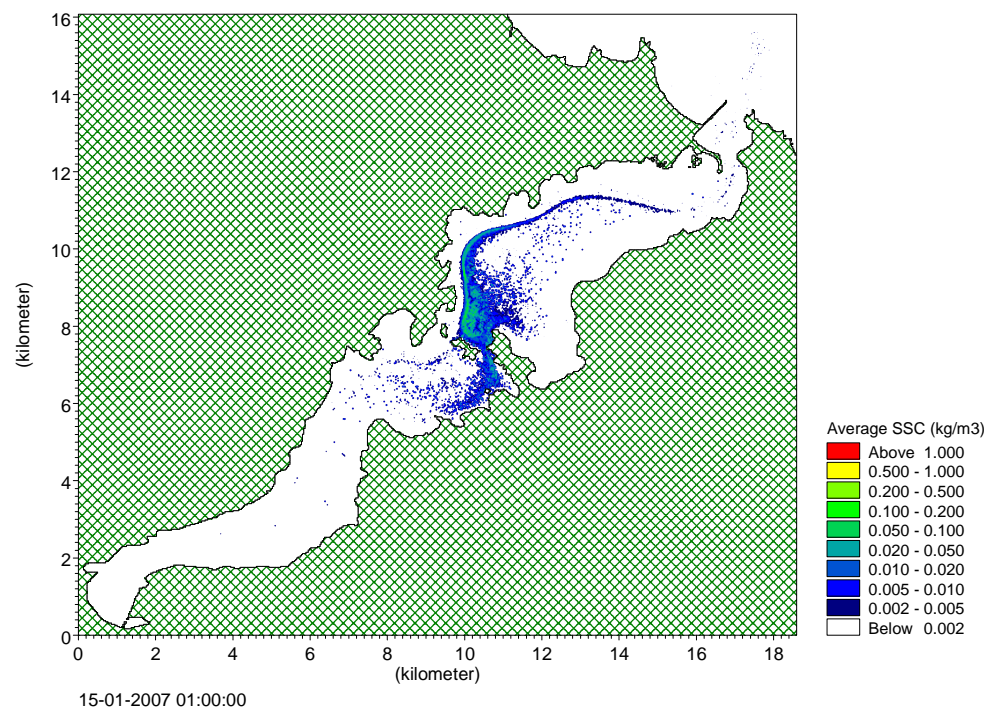 16
14
12
10
8
6
4
2
0
(kilometer)
0 2 4 6 8 10 12 14 16 18
(kilometer)
15-01-2007 01:00:00
Average SSC (kg/m3)
Above 1.000
0.500 - 1.000
0.200 - 0.500
0.100 - 0.200
0.050 - 0.100
0.020 - 0.050
0.010 - 0.020
0.005 - 0.010
0.002 - 0.005
Below 0.002